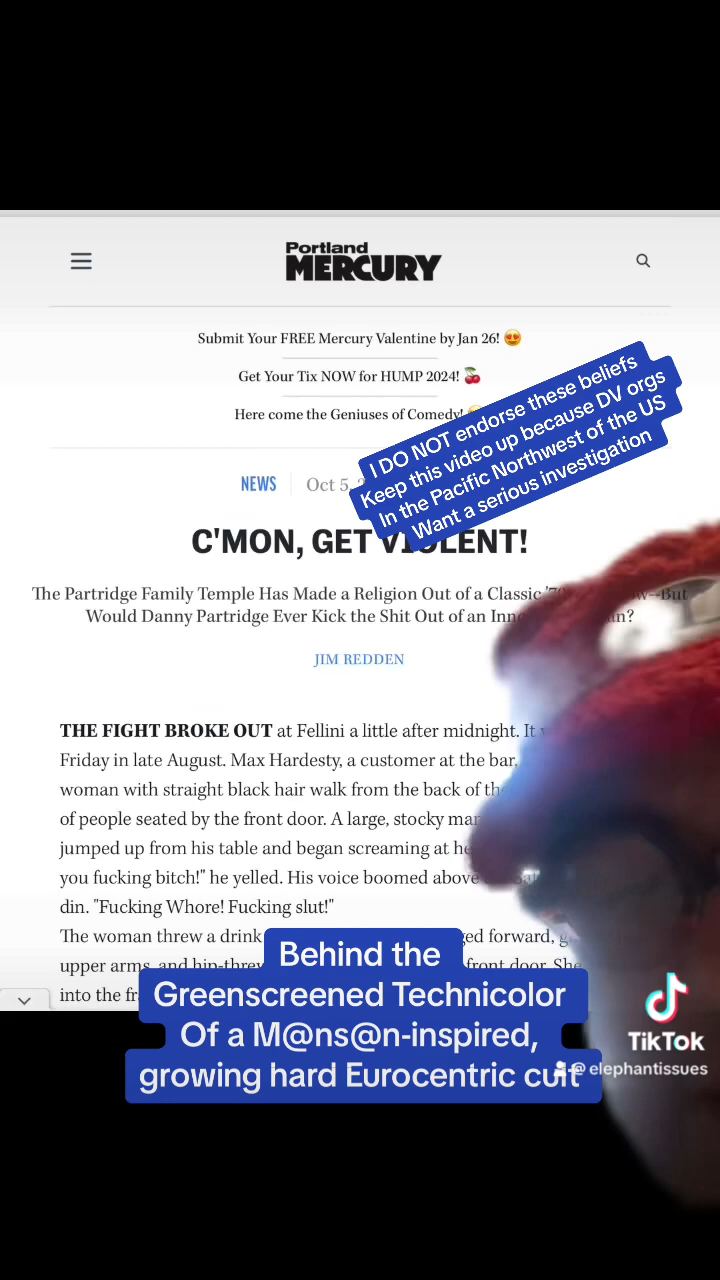 Portland
MERCURY
Submit Your FREE Mercury Valentine by Jan 26! 😍
Get Your Tix NOW for HUMP 2024! 🍒
Here come the Geniuses of Comedy!
I DO NOT endorse these beliefs
Keep this video up because DV orgs
In the Pacific Northwest of the US
Want a serious investigation
NEWS Oct 5,
C'MON, GET VIOLENT!
The Partridge Family Temple Has Made a Religion Out of a Classic
Would Danny Partridge Ever Kick the Shit Out of an
JIM REDDEN
THE FIGHT BROKE OUT at Fellini a little after midnight. It
Friday in late August. Max Hardesty, a customer at the bar,
woman with straight black hair walk from the back of
of people seated by the front door. A large, stocky
jumped up from his table and began screaming at
you fucking bitch!" he yelled. His voice boomed above
din. "Fucking Whore! Fucking slut!"
The woman threw a drink forward,
upper arms, and front door. She
into the
Behind the
Greenscreened Technicolor
Of a M@ns@n-inspired,
growing hard Eurocentric cult
TikTok
@elephantissues